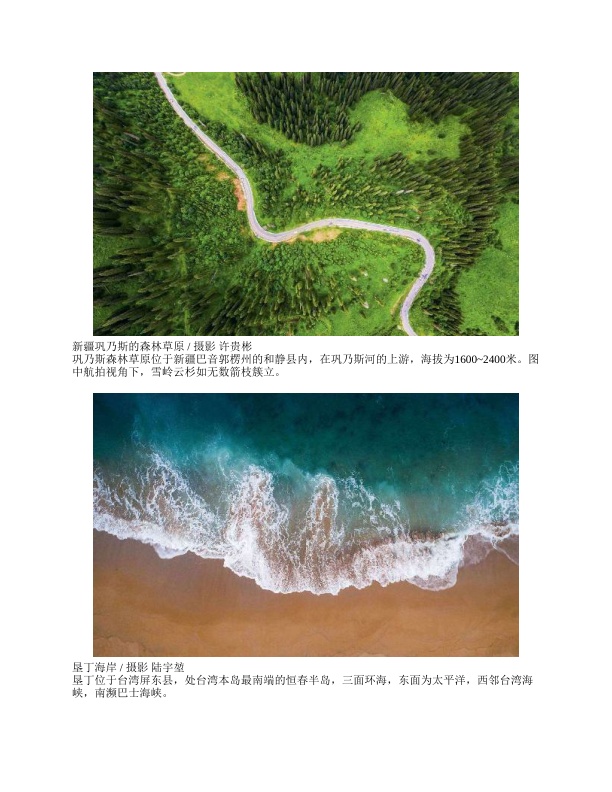 新疆巩乃斯的森林草原 / 摄影 许贵彬
巩乃斯森林草原位于新疆巴音郭楞州的和静县内，在巩乃斯河的上游，海拔为1600~2400米。图
中航拍视角下，雪岭云杉如无数箭枝簇立。
垦丁海岸 / 摄影 陆宇堃
垦丁位于台湾屏东县，处台湾本岛最南端的恒春半岛，三面环海，东面为太平洋，西邻台湾海
峡，南濒巴士海峡。